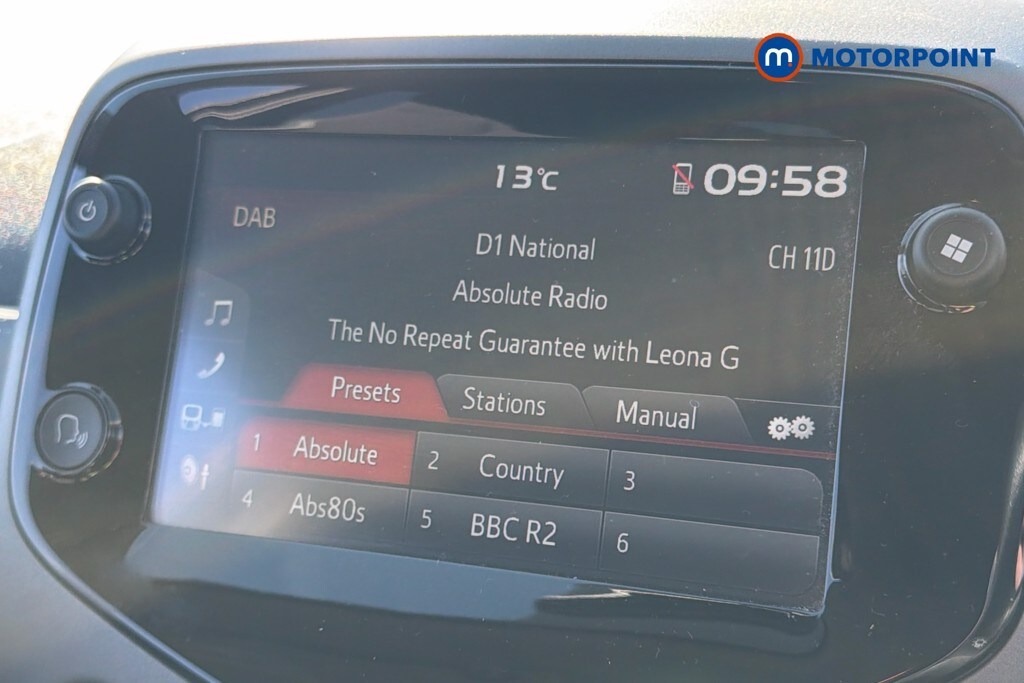 m. MOTORPOINT
13°C 09:58
DAB
D1 National CH 11D
Absolute Radio
The No Repeat Guarantee with Leona G
Presets Stations Manual
1 Absolute 2 Country 3
4 Abs80s 5 BBC R2 6